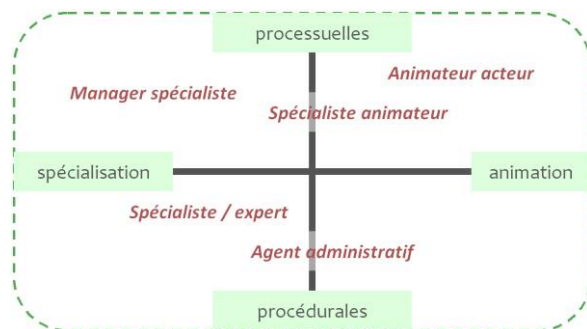 processuelles
Animateur acteur
Manager spécialiste
Spécialiste animateur
spécialisation
animation
Spécialiste / expert
Agent administratif
procédurales